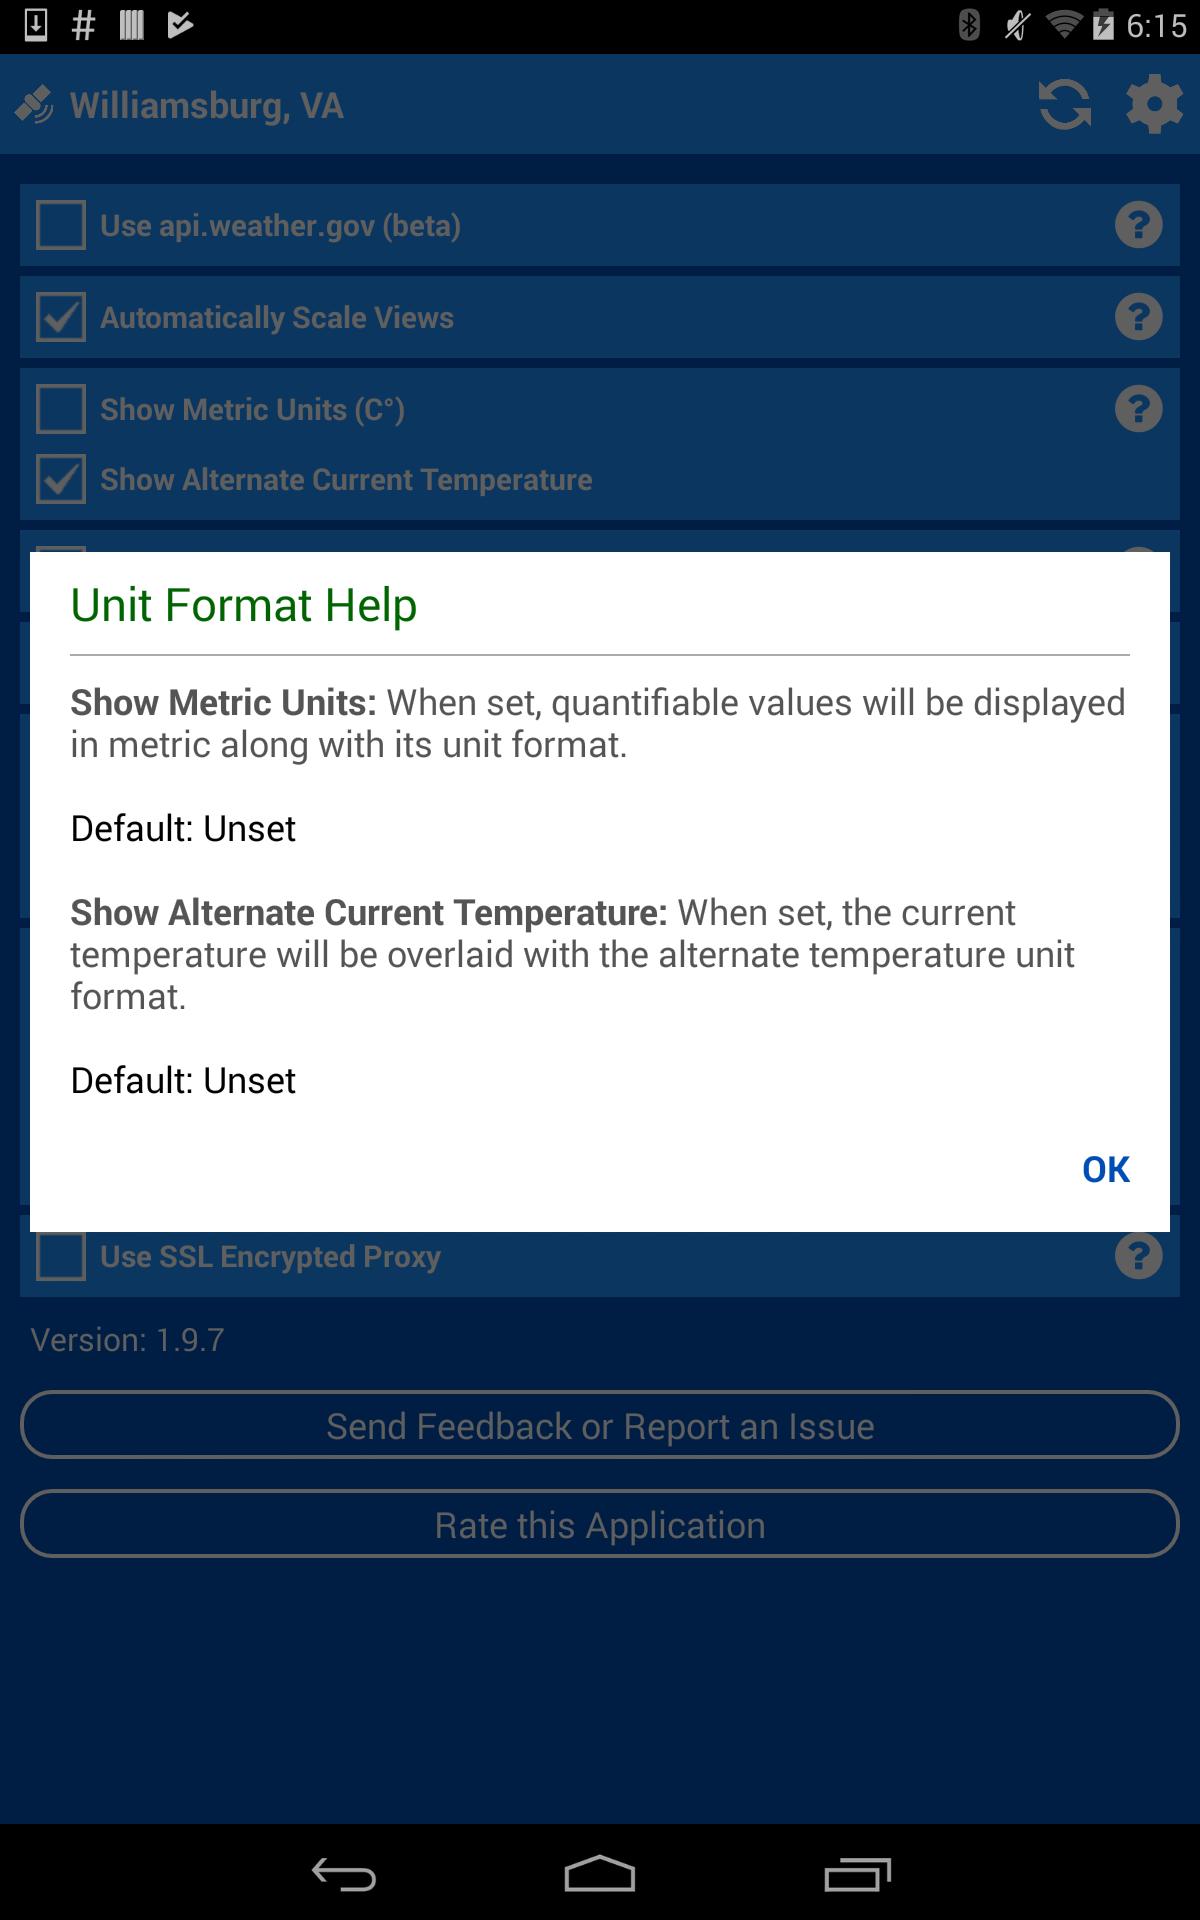 6:15
Williamsburg, VA
Use api.weather.gov (beta)
Automatically Scale Views
Show Metric Units (C°)
Show Alternate Current Temperature
Unit Format Help
Show Metric Units: When set, quantifiable values will be displayed
in metric along with its unit format.
Default: Unset
Show Alternate Current Temperature: When set, the current
temperature will be overlaid with the alternate temperature unit
format.
Default: Unset
OK
Use SSL Encrypted Proxy
Version: 1.9.7
Send Feedback or Report an Issue
Rate this Application